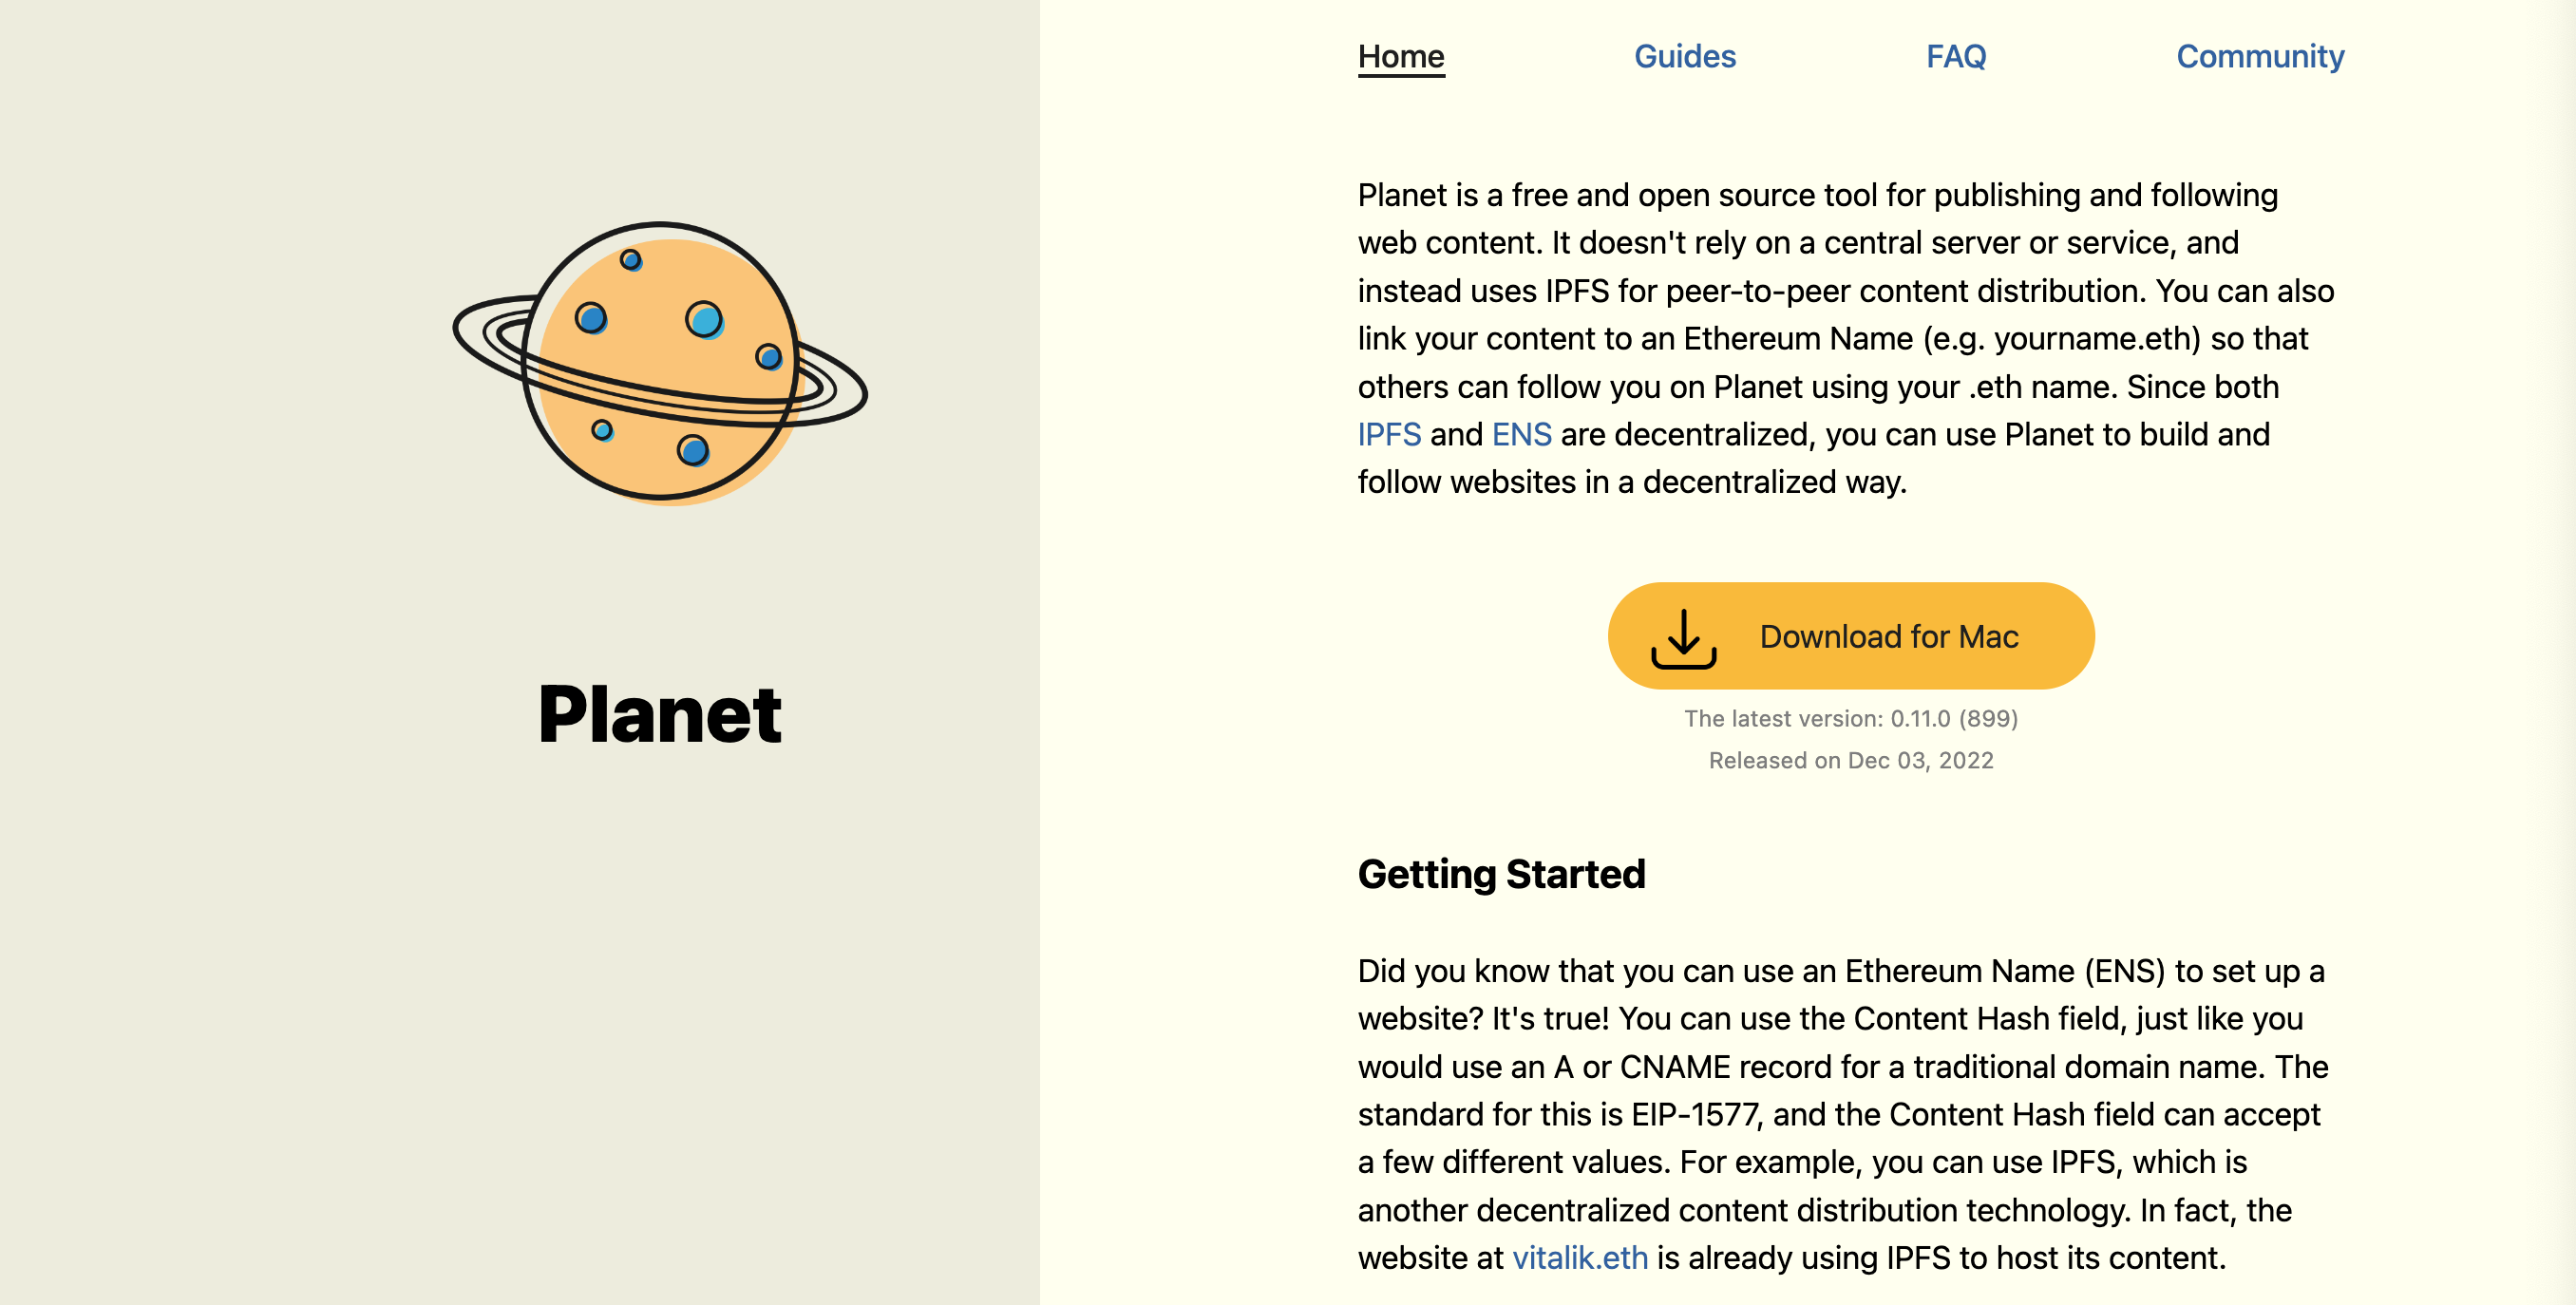 Home Guides FAQ Community
Planet is a free and open source tool for publishing and following
web content. It doesn't rely on a central server or service, and
instead uses IPFS for peer-to-peer content distribution. You can also
link your content to an Ethereum Name (e.g. yourname.eth) so that
others can follow you on Planet using your .eth name. Since both
IPFS and ENS are decentralized, you can use Planet to build and
follow websites in a decentralized way.
Download for Mac
The latest version: 0.11.0 (899)
Released on Dec 03, 2022
Planet
Getting Started
Did you know that you can use an Ethereum Name (ENS) to set up a
website? It's true! You can use the Content Hash field, just like you
would use an A or CNAME record for a traditional domain name. The
standard for this is EIP-1577, and the Content Hash field can accept
a few different values. For example, you can use IPFS, which is
another decentralized content distribution technology. In fact, the
website at vitalik.eth is already using IPFS to host its content.